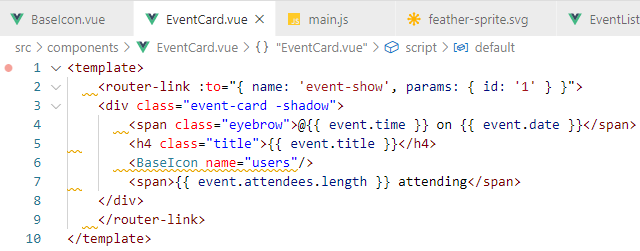 BaseIcon.vue EventCard.vue main.js feather-sprite.svg EventList
src > components > EventCard.vue > {} "EventCard.vue" > script > default
1 <template>
2 <router-link :to="{ name: 'event-show', params: { id: '1' } }">
3 <div class="event-card -shadow">
4 <span class="eyebrow">@{{ event.time }} on {{ event.date }}</span>
5 <h4 class="title">{{ event.title }}</h4>
6 <BaseIcon name="users"/>
7 <span>{{ event.attendees.length }} attending</span>
8 </div>
9 </router-link>
10 </template>